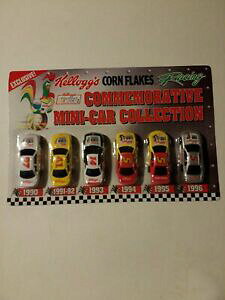 EXCLUSIVE!
Kellogg's CORN FLAKES Racing
COMMEMORATIVE
MINI-CAR COLLECTION
1990 1991-92 1993 1994 1995 1996